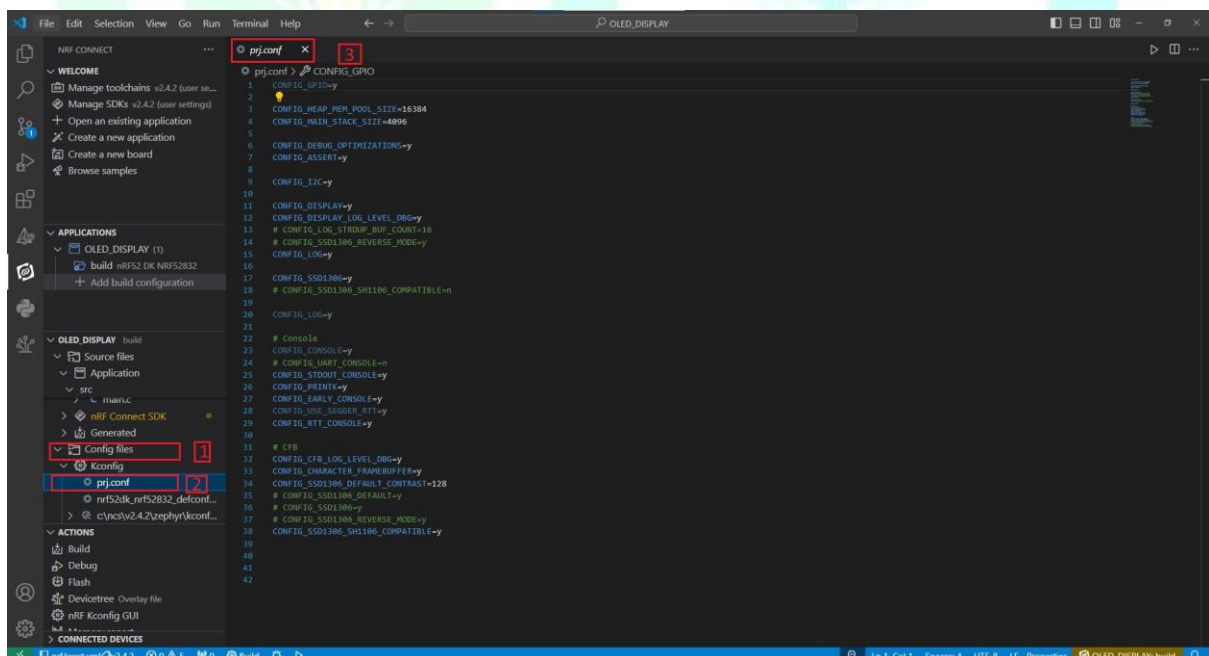 File Edit Selection View Go Run Terminal Help
OLED_DISPLAY
NRF CONNECT
WELCOME
Manage toolchains v2.4.2 (user se...
Manage SDKs v2.4.2 (user settings)
Open an existing application
Create a new application
Create a new board
Browse samples
APPLICATIONS
OLED_DISPLAY (1)
build nRF52 DK NRF52832
Add build configuration
OLED_DISPLAY build
Source files
Application
src
main.c
nRF Connect SDK
Generated
Config files
1
Kconfig
prj.conf
2
nrf52dk_nrf52832_defconf...
c:\ncs\v2.4.2\zephyr\kconf...
ACTIONS
Build
Debug
Flash
Devicetree Overlay file
nRF Kconfig GUI
CONNECTED DEVICES
prj.conf
3
prj.conf > CONFIG_GPIO
1 CONFIG_GPIO=y
2
3 CONFIG_HEAP_MEM_POOL_SIZE=16384
4 CONFIG_MAIN_STACK_SIZE=4096
5
6 CONFIG_DEBUG_OPTIMIZATIONS=y
7 CONFIG_ASSERT=y
8
9 CONFIG_I2C=y
10
11 CONFIG_DISPLAY=y
12 CONFIG_DISPLAY_LOG_LEVEL_DBG=y
13 # CONFIG_LOG_STRDUP_BUF_COUNT=16
14 # CONFIG_SSD1306_REVERSE_MODE=y
15 CONFIG_LOG=y
16
17 CONFIG_SSD1306=y
18 # CONFIG_SSD1306_SH1106_COMPATIBLE=n
19
20 CONFIG_LOG=y
21
22 # Console
23 CONFIG_CONSOLE=y
24 # CONFIG_UART_CONSOLE=n
25 CONFIG_STDOUT_CONSOLE=y
26 CONFIG_PRINTK=y
27 CONFIG_EARLY_CONSOLE=y
28 CONFIG_USE_SEGGER_RTT=y
29 CONFIG_RTT_CONSOLE=y
30
31 # CFB
32 CONFIG_CFB_LOG_LEVEL_DBG=y
33 CONFIG_CHARACTER_FRAMEBUFFER=y
34 CONFIG_SSD1306_DEFAULT_CONTRAST=128
35 # CONFIG_SSD1306_DEFAULT=y
36 # CONFIG_SSD1306=y
37 # CONFIG_SSD1306_REVERSE_MODE=y
38 CONFIG_SSD1306_SH1106_COMPATIBLE=y
39
40
41
42
Build
Ln 1, Col 1 Spaces: 4 UTF-8 LF Properties OLED_DISPLAY: build